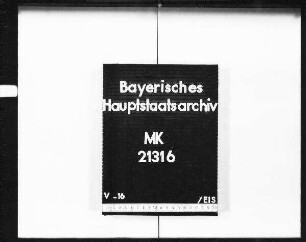 Bayerisches
Hauptstaatsarchiv
MK
21316
V-16 /EIS